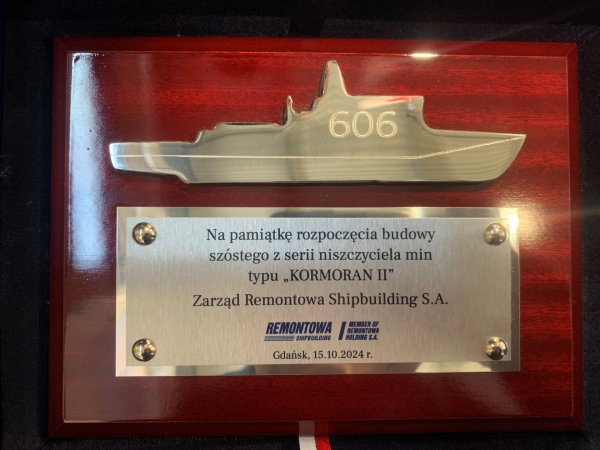 606
Na pamiątkę rozpoczęcia budowy
szóstego z serii niszczyciela min
typu „KORMORAN II”
Zarząd Remontowa Shipbuilding S.A.
REMONTOWA
SHIPBUILDING
MEMBER OF
REMONTOWA
HOLDING S.A.
Gdańsk, 15.10.2024 r.